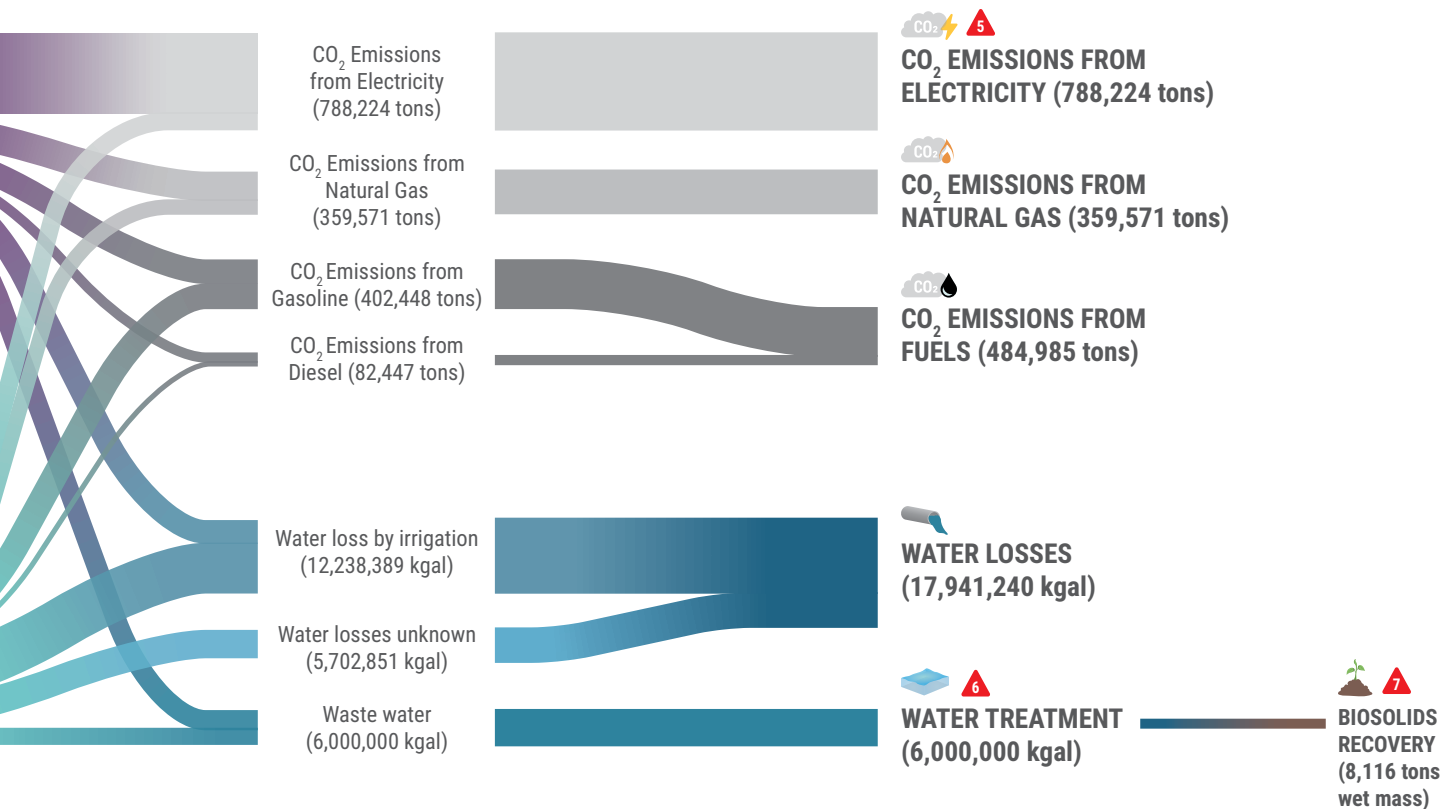 CO₂ Emissions
from Electricity
(788,224 tons)
CO₂ Emissions from
Natural Gas
(359,571 tons)
CO₂ Emissions from
Gasoline (402,448 tons)
CO₂ Emissions from
Diesel (82,447 tons)
Water loss by irrigation
(12,238,389 kgal)
Water losses unknown
(5,702,851 kgal)
Waste water
(6,000,000 kgal)
CO₂ 5
CO₂ EMISSIONS FROM
ELECTRICITY (788,224 tons)
CO₂
CO₂ EMISSIONS FROM
NATURAL GAS (359,571 tons)
CO₂
CO₂ EMISSIONS FROM
FUELS (484,985 tons)
WATER LOSSES
(17,941,240 kgal)
6
WATER TREATMENT
(6,000,000 kgal)
7
BIOSOLIDS
RECOVERY
(8,116 tons
wet mass)